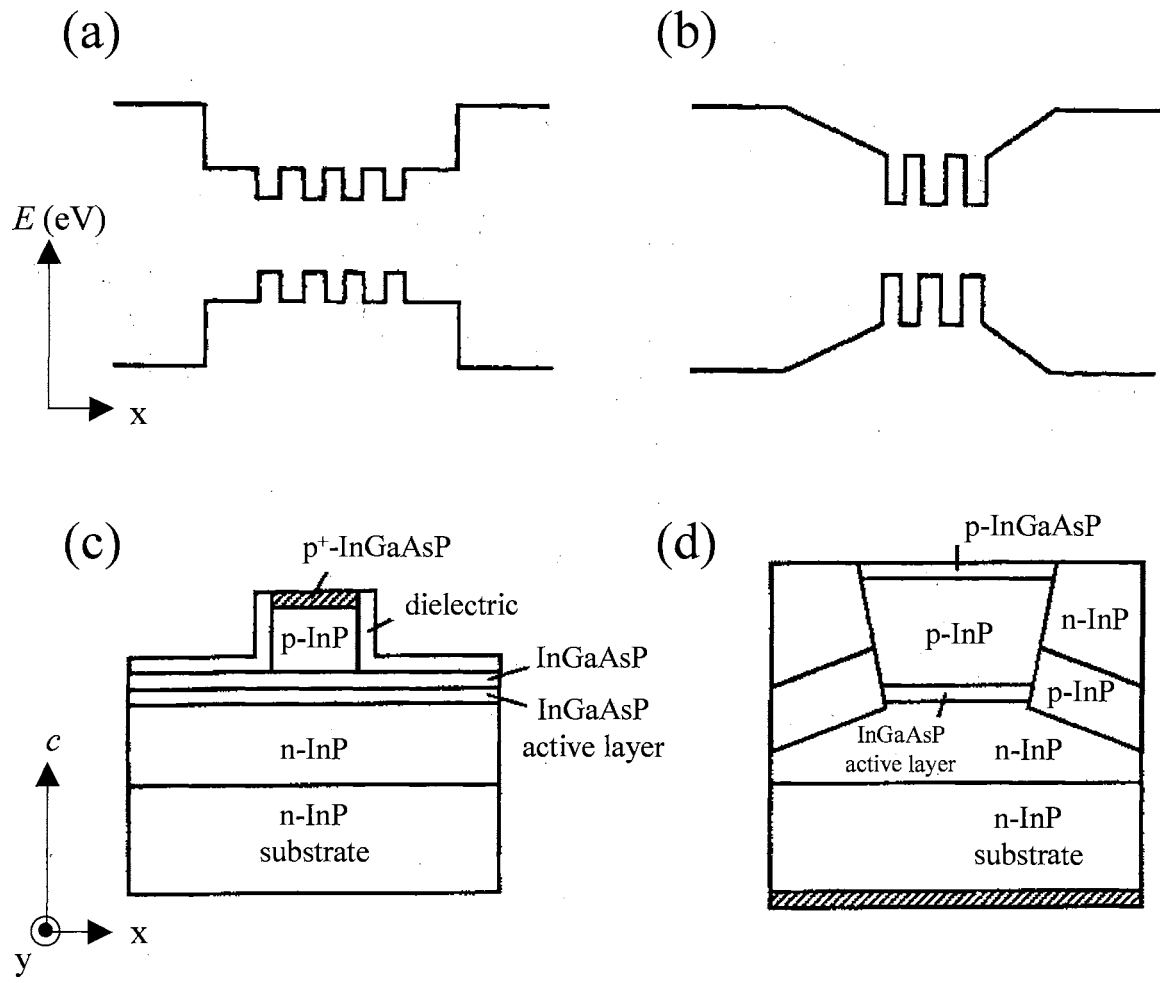 (a)
(b)
E (eV)
x
(c)
p+-InGaAsP
dielectric
p-InP
InGaAsP
InGaAsP
active layer
n-InP
n-InP
substrate
c
y
x
(d)
p-InGaAsP
p-InP
n-InP
p-InP
InGaAsP
active layer
n-InP
n-InP
substrate